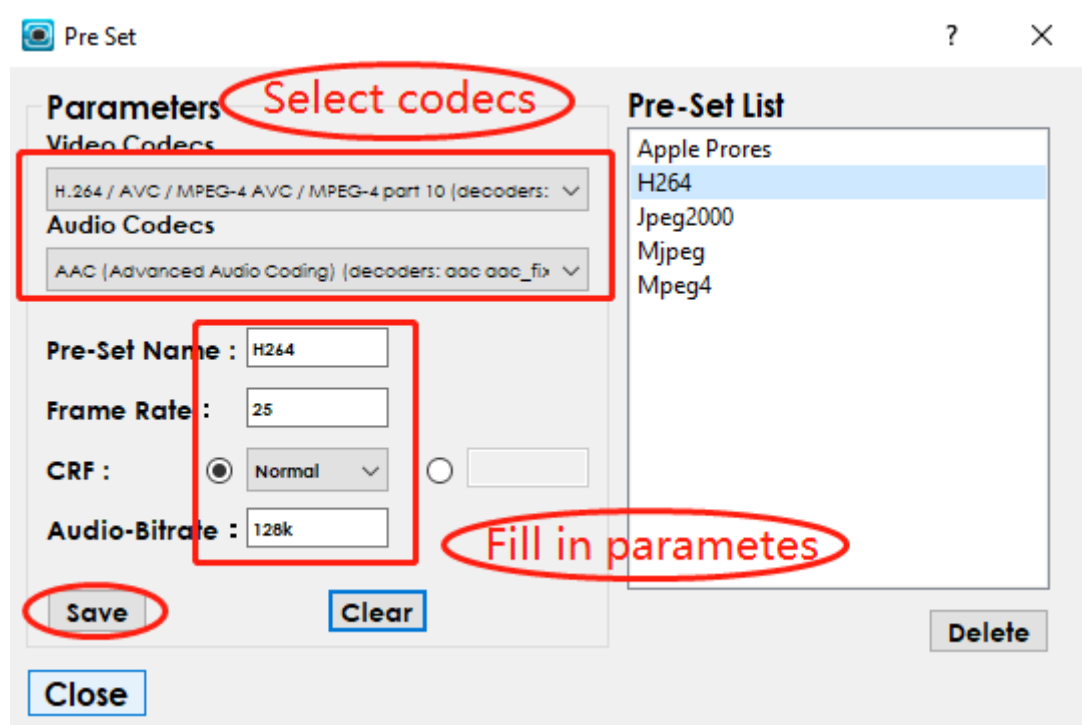 Pre Set
?
Parameters
Select codecs
Video Codecs
H.264 / AVC / MPEG-4 AVC / MPEG-4 part 10 (decoders:
Audio Codecs
AAC (Advanced Audio Coding) (decoders: aac aac_fix
Pre-Set Name :
H264
Frame Rate :
25
CRF :
Normal
Audio-Bitrate :
128k
Fill in parametes
Save
Clear
Close
Pre-Set List
Apple Prores
H264
Jpeg2000
Mjpeg
Mpeg4
Delete